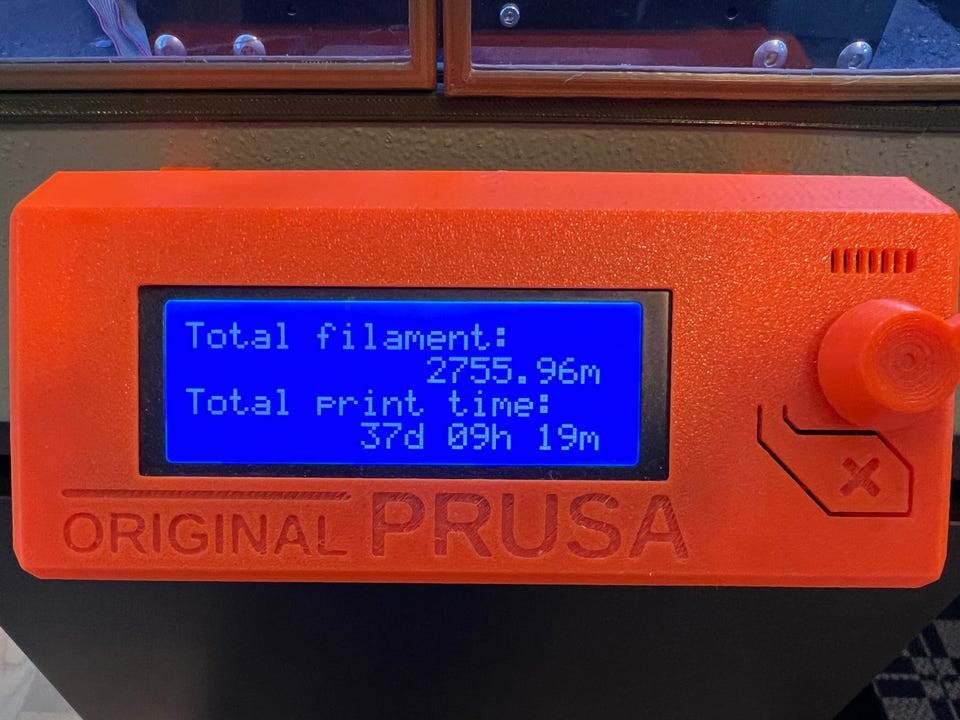 Total filament:
2755.96m
Total print time:
37d 09h 19m
ORIGINAL PRUSA